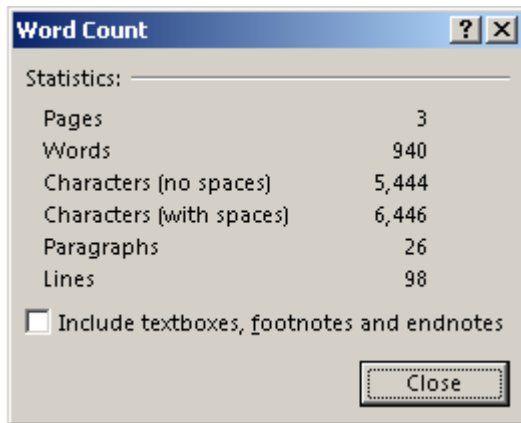 Word Count
Statistics:
Pages 3
Words 940
Characters (no spaces) 5,444
Characters (with spaces) 6,446
Paragraphs 26
Lines 98
Include textboxes, footnotes and endnotes
Close